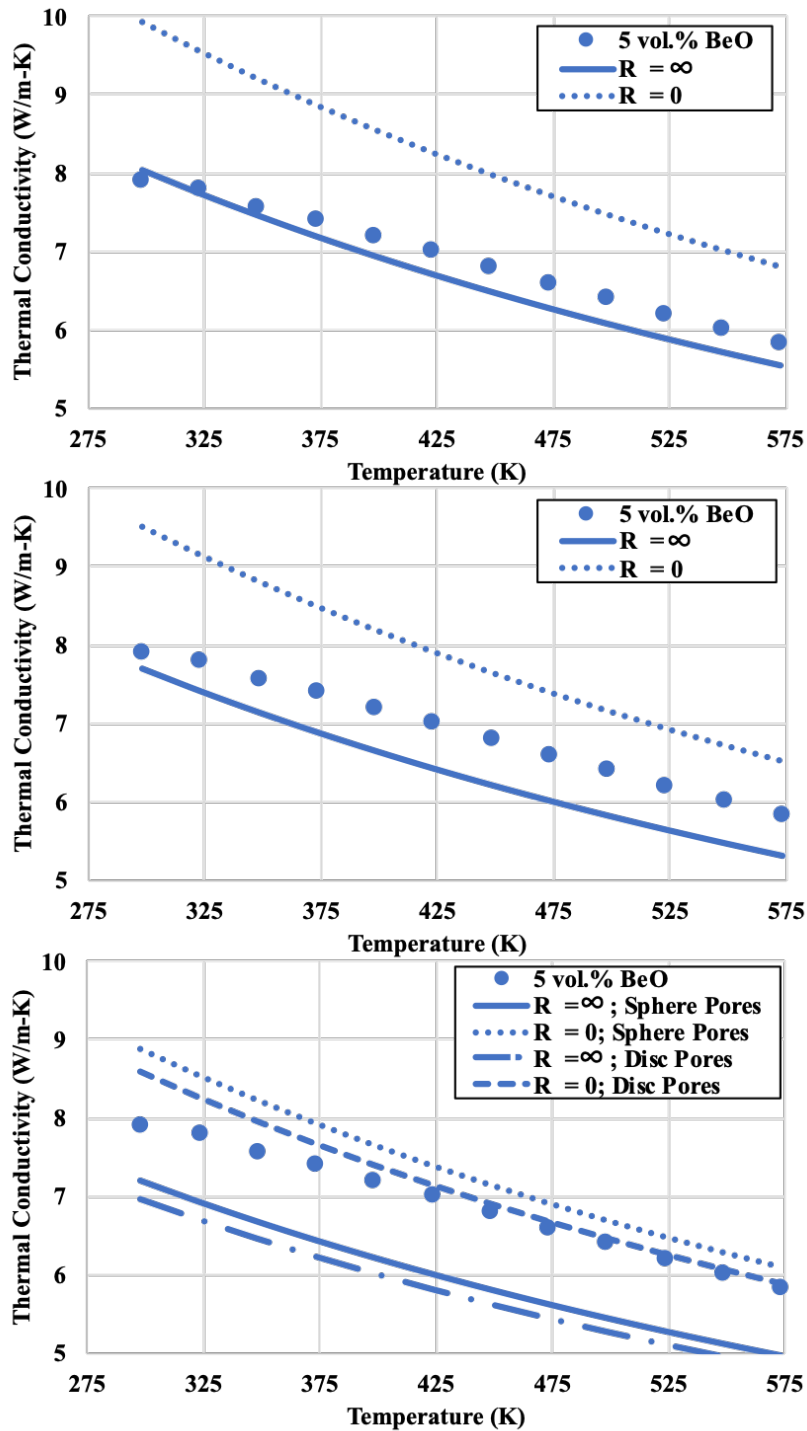 10
9
8
7
6
5
Thermal Conductivity (W/m-K)
5 vol.% BeO
R = ∞
R = 0
275 325 375 425 475 525 575
Temperature (K)
10
9
8
7
6
5
Thermal Conductivity (W/m-K)
5 vol.% BeO
R = ∞
R = 0
275 325 375 425 475 525 575
Temperature (K)
10
9
8
7
6
5
Thermal Conductivity (W/m-K)
5 vol.% BeO
R =∞ ; Sphere Pores
R = 0; Sphere Pores
R =∞ ; Disc Pores
R = 0; Disc Pores
275 325 375 425 475 525 575
Temperature (K)